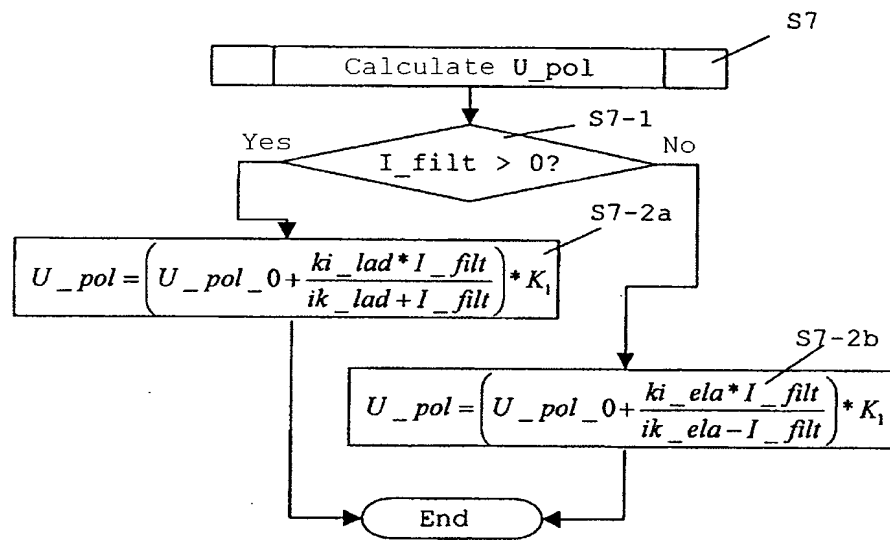 S7
Calculate U_pol
S7-1
Yes
No
I_filt > 0?
S7-2a
U_pol = (U_pol_0 + ki_lad * I_filt / ik_lad + I_filt) * K₁
S7-2b
U_pol = (U_pol_0 + ki_ela * I_filt / ik_ela - I_filt) * K₁
End